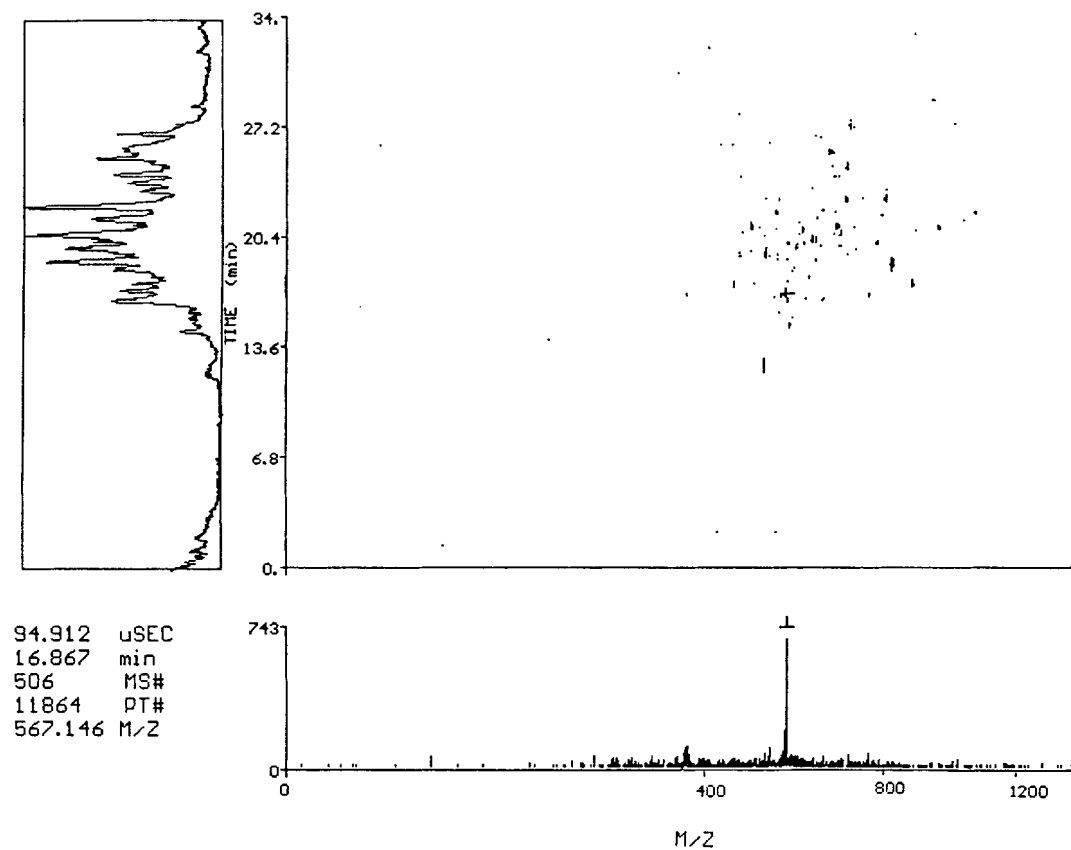 34.
27.2
20.4
13.6
6.8
0.
TIME (min)
94.912 uSEC
16.867 min
506 MS#
11864 PT#
567.146 M/Z
743
0
0 400 800 1200
M/Z